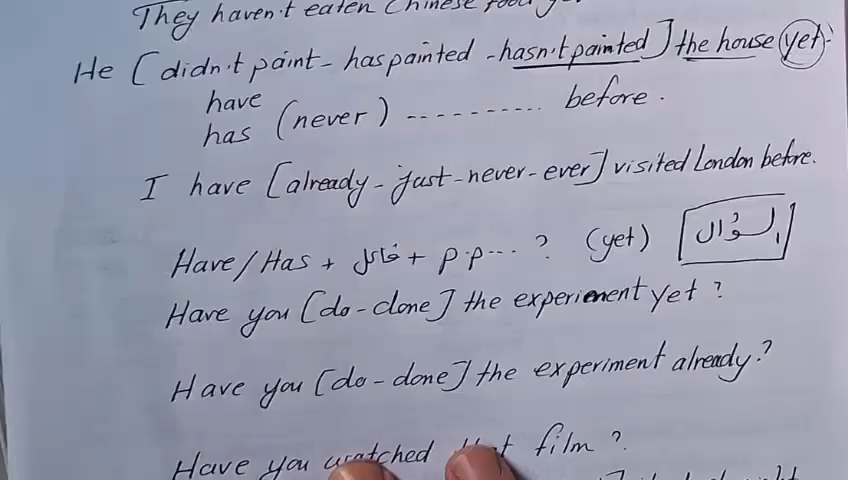 They haven't eaten Chinese food
He [didn't paint - has painted - hasn't painted] the house yet.
have
has (never) ---------- before.
I have [already - just - never - ever] visited London before.
Have/Has + فاعل + p.p... ? (yet) السؤال
Have you [do - done] the experiment yet ?
Have you [do - done] the experiment already?
Have you watched that film ?